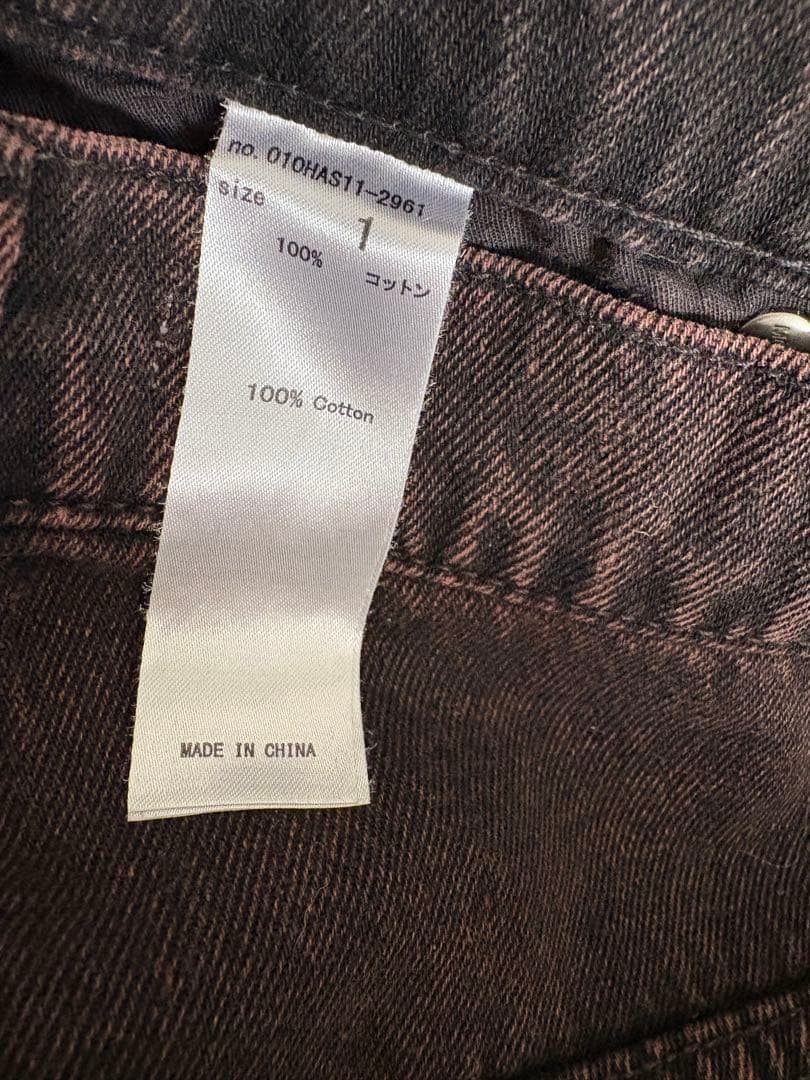 no. 010HAS11-2961
size 1
100% コットン
100% Cotton
MADE IN CHINA